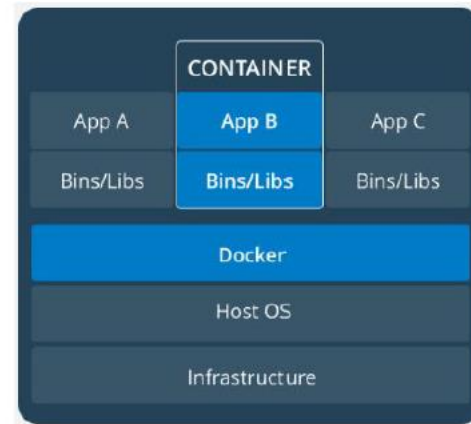 CONTAINER
App A App B App C
Bins/Libs Bins/Libs Bins/Libs
Docker
Host OS
Infrastructure